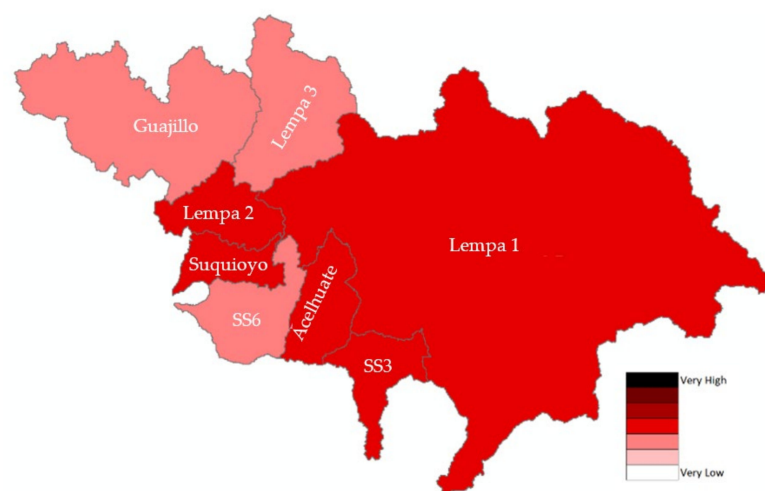 Guajillo
Lempa 3
Lempa 2
Lempa 1
Suquioyo
Acelhuate
SS6
SS3
Very High
Very Low